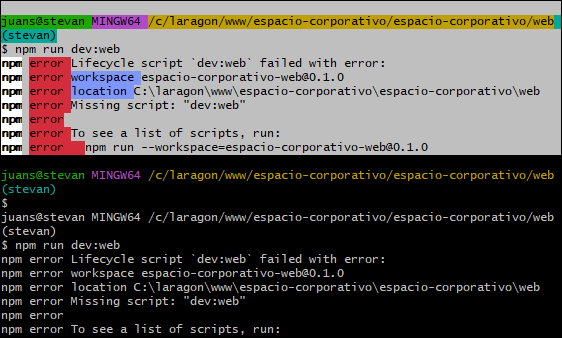 juans@stevan MINGW64 /c/laragon/www/espacio-corporativo/espacio-corporativo/web
(stevan)
$ npm run dev:web
npm error Lifecycle script `dev:web` failed with error:
npm error workspace espacio-corporativo-web@0.1.0
npm error location C:\laragon\www\espacio-corporativo\espacio-corporativo\web
npm error Missing script: "dev:web"
npm error
npm error To see a list of scripts, run:
npm error   npm run --workspace=espacio-corporativo-web@0.1.0
juans@stevan MINGW64 /c/laragon/www/espacio-corporativo/espacio-corporativo/web
(stevan)
$
juans@stevan MINGW64 /c/laragon/www/espacio-corporativo/espacio-corporativo/web
(stevan)
$ npm run dev:web
npm error Lifecycle script `dev:web` failed with error:
npm error workspace espacio-corporativo-web@0.1.0
npm error location C:\laragon\www\espacio-corporativo\espacio-corporativo\web
npm error Missing script: "dev:web"
npm error
npm error To see a list of scripts, run: